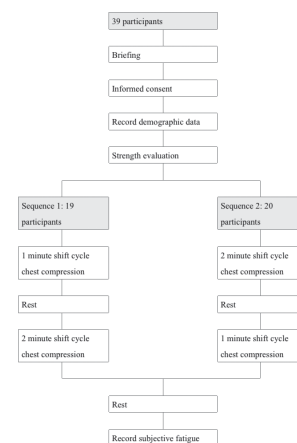 39 participants
Briefing
Informed consent
Record demographic data
Strength evaluation
Sequence 1: 19
participants
1 minute shift cycle
chest compression
Rest
2 minute shift cycle
chest compression
Sequence 2: 20
participants
2 minute shift cycle
chest compression
Rest
1 minute shift cycle
chest compression
Rest
Record subjective fatigue